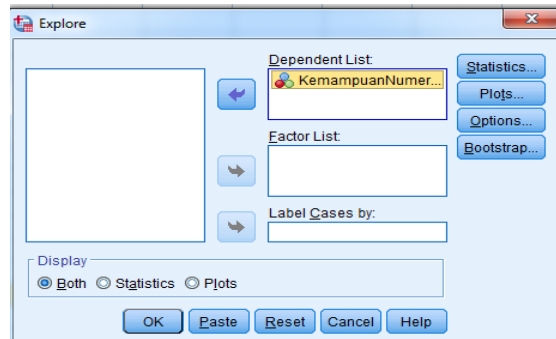 Explore
Dependent List:
KemampuanNumer...
Factor List:
Label Cases by:
Statistics...
Plots...
Options...
Bootstrap...
Display
Both Statistics Plots
OK Paste Reset Cancel Help